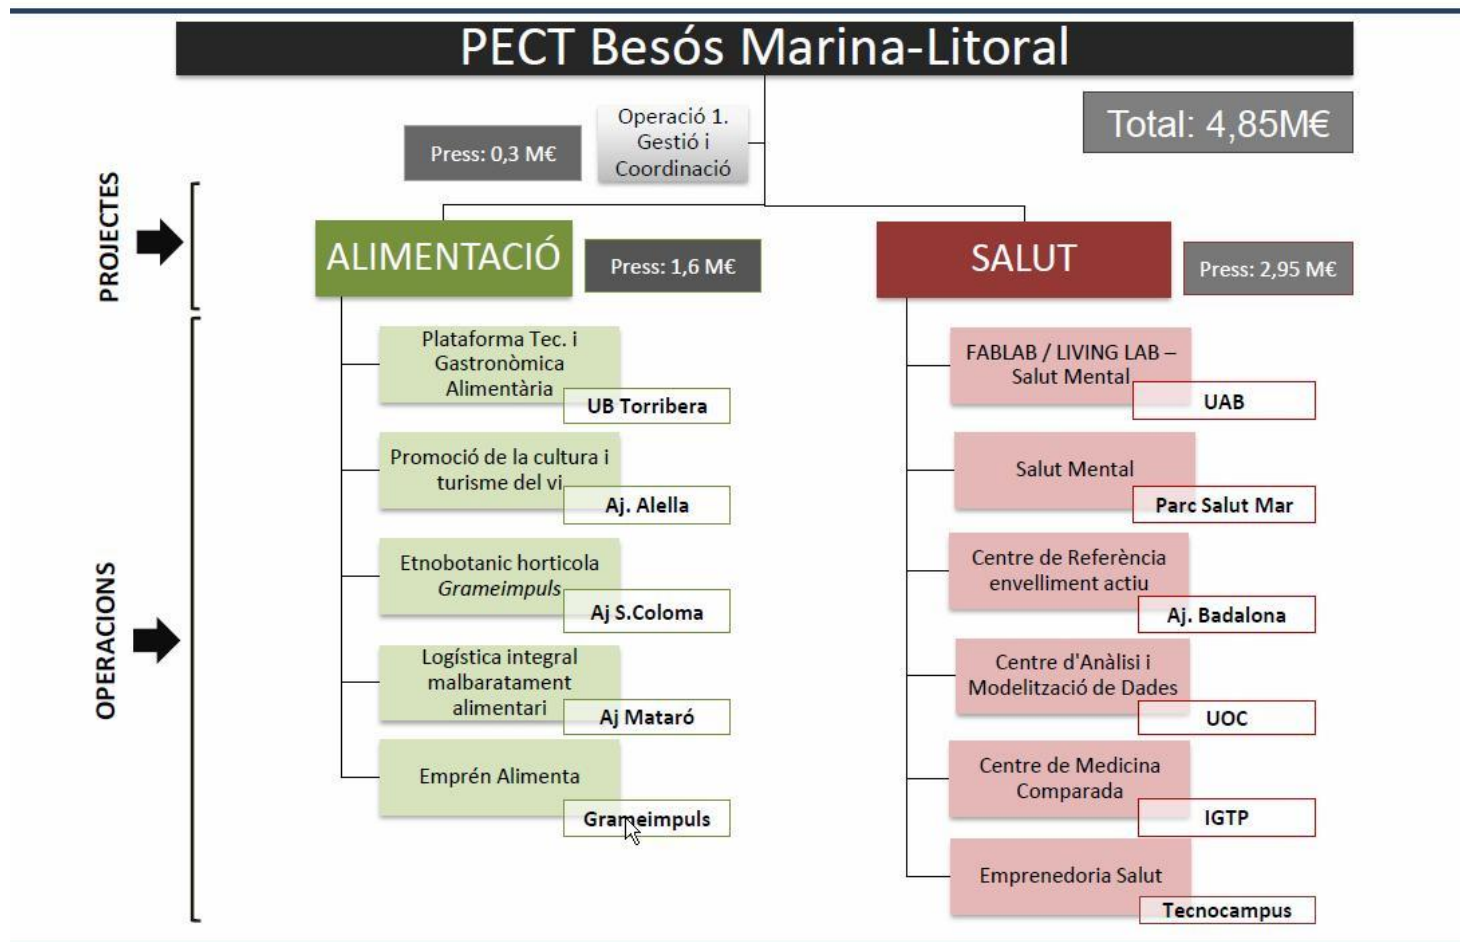 PECT Besós Marina-Litoral
Total: 4,85M€
Operació 1.
Gestió i
Coordinació
Press: 0,3 M€
PROJECTES
ALIMENTACIÓ
Press: 1,6 M€
SALUT
Press: 2,95 M€
OPERACIONS
Plataforma Tec. i
Gastronòmica
Alimentària
UB Torribera
Promoció de la cultura i
turisme del vi
Aj. Alella
Etnobotanic horticola
Grameimpuls
Aj S.Coloma
Logística integral
malbaratament
alimentari
Aj Mataró
Emprén Alimenta
Grameimpuls
FABLAB / LIVING LAB –
Salut Mental
UAB
Salut Mental
Parc Salut Mar
Centre de Referència
envelliment actiu
Aj. Badalona
Centre d'Anàlisi i
Modelització de Dades
UOC
Centre de Medicina
Comparada
IGTP
Emprenedoria Salut
Tecnocampus